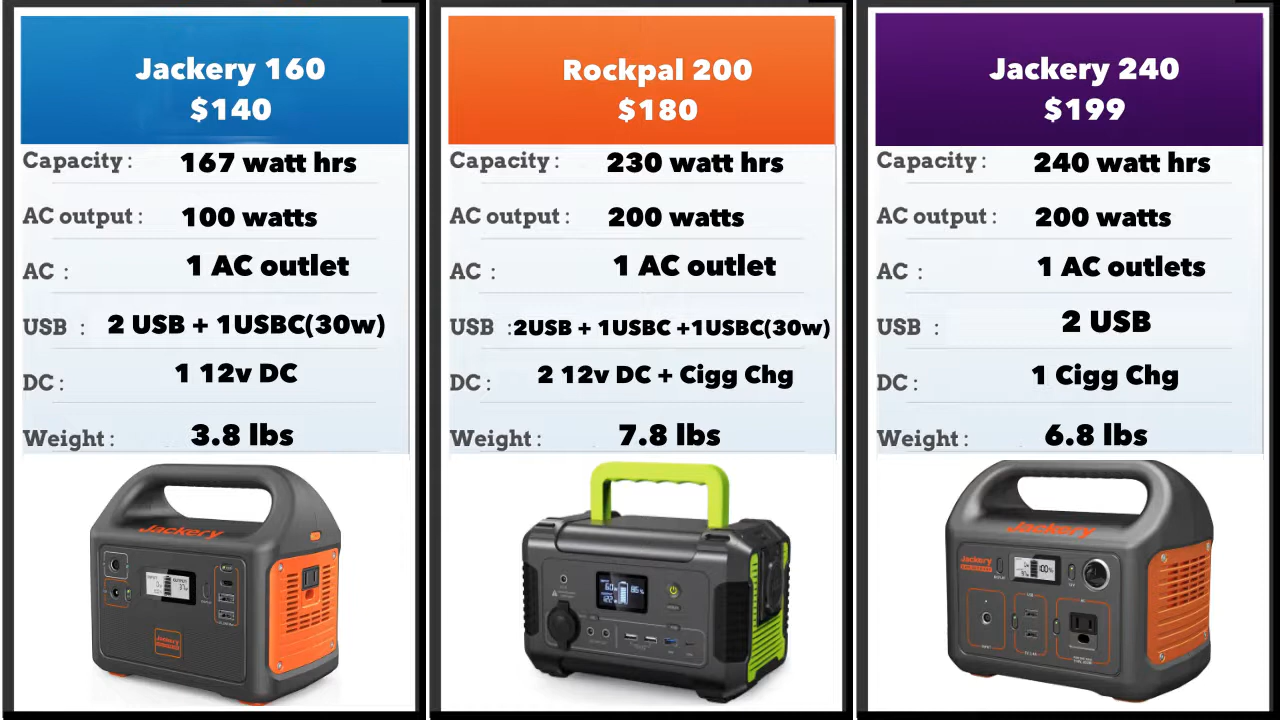 Jackery 160
$140
Capacity : 167 watt hrs
AC output : 100 watts
AC : 1 AC outlet
USB : 2 USB + 1USBC(30w)
DC : 1 12v DC
Weight : 3.8 lbs
Jackery
Rockpal 200
$180
Capacity : 230 watt hrs
AC output : 200 watts
AC : 1 AC outlet
USB :2USB + 1USBC +1USBC(30w)
DC : 2 12v DC + Cigg Chg
Weight : 7.8 lbs
Jackery 240
$199
Capacity : 240 watt hrs
AC output : 200 watts
AC : 1 AC outlets
USB : 2 USB
DC : 1 Cigg Chg
Weight : 6.8 lbs
Jackery
Jackery
100%